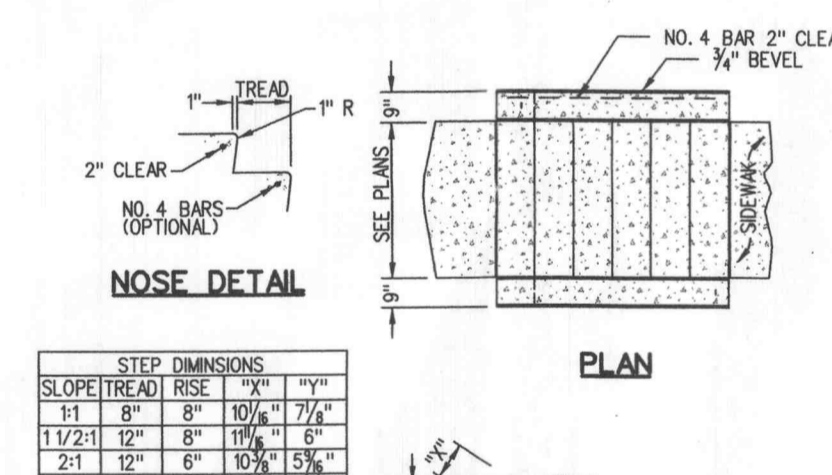 NO. 4 BAR 2" CLEA
3/4" BEVEL
TREAD
1"
1" R
2" CLEAR
NO. 4 BARS
(OPTIONAL)
NOSE DETAIL
9"
SEE PLANS
9"
SIDEWAK
PLAN
STEP DIMINSIONS
SLOPE TREAD RISE "X" "Y"
1:1 8" 8" 10 1/16" 7 1/8"
1 1/2:1 12" 8" 11 11/16" 6"
2:1 12" 6" 10 3/8" 5 9/16"
"X"